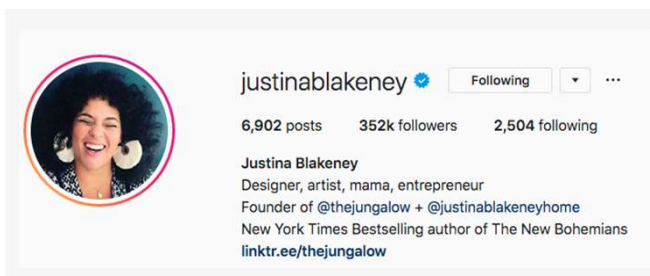 justinablakeney Following
6,902 posts 352k followers 2,504 following
Justina Blakeney
Designer, artist, mama, entrepreneur
Founder of @thejungalow + @justinablakeneyhome
New York Times Bestselling author of The New Bohemians
linktr.ee/thejungalow